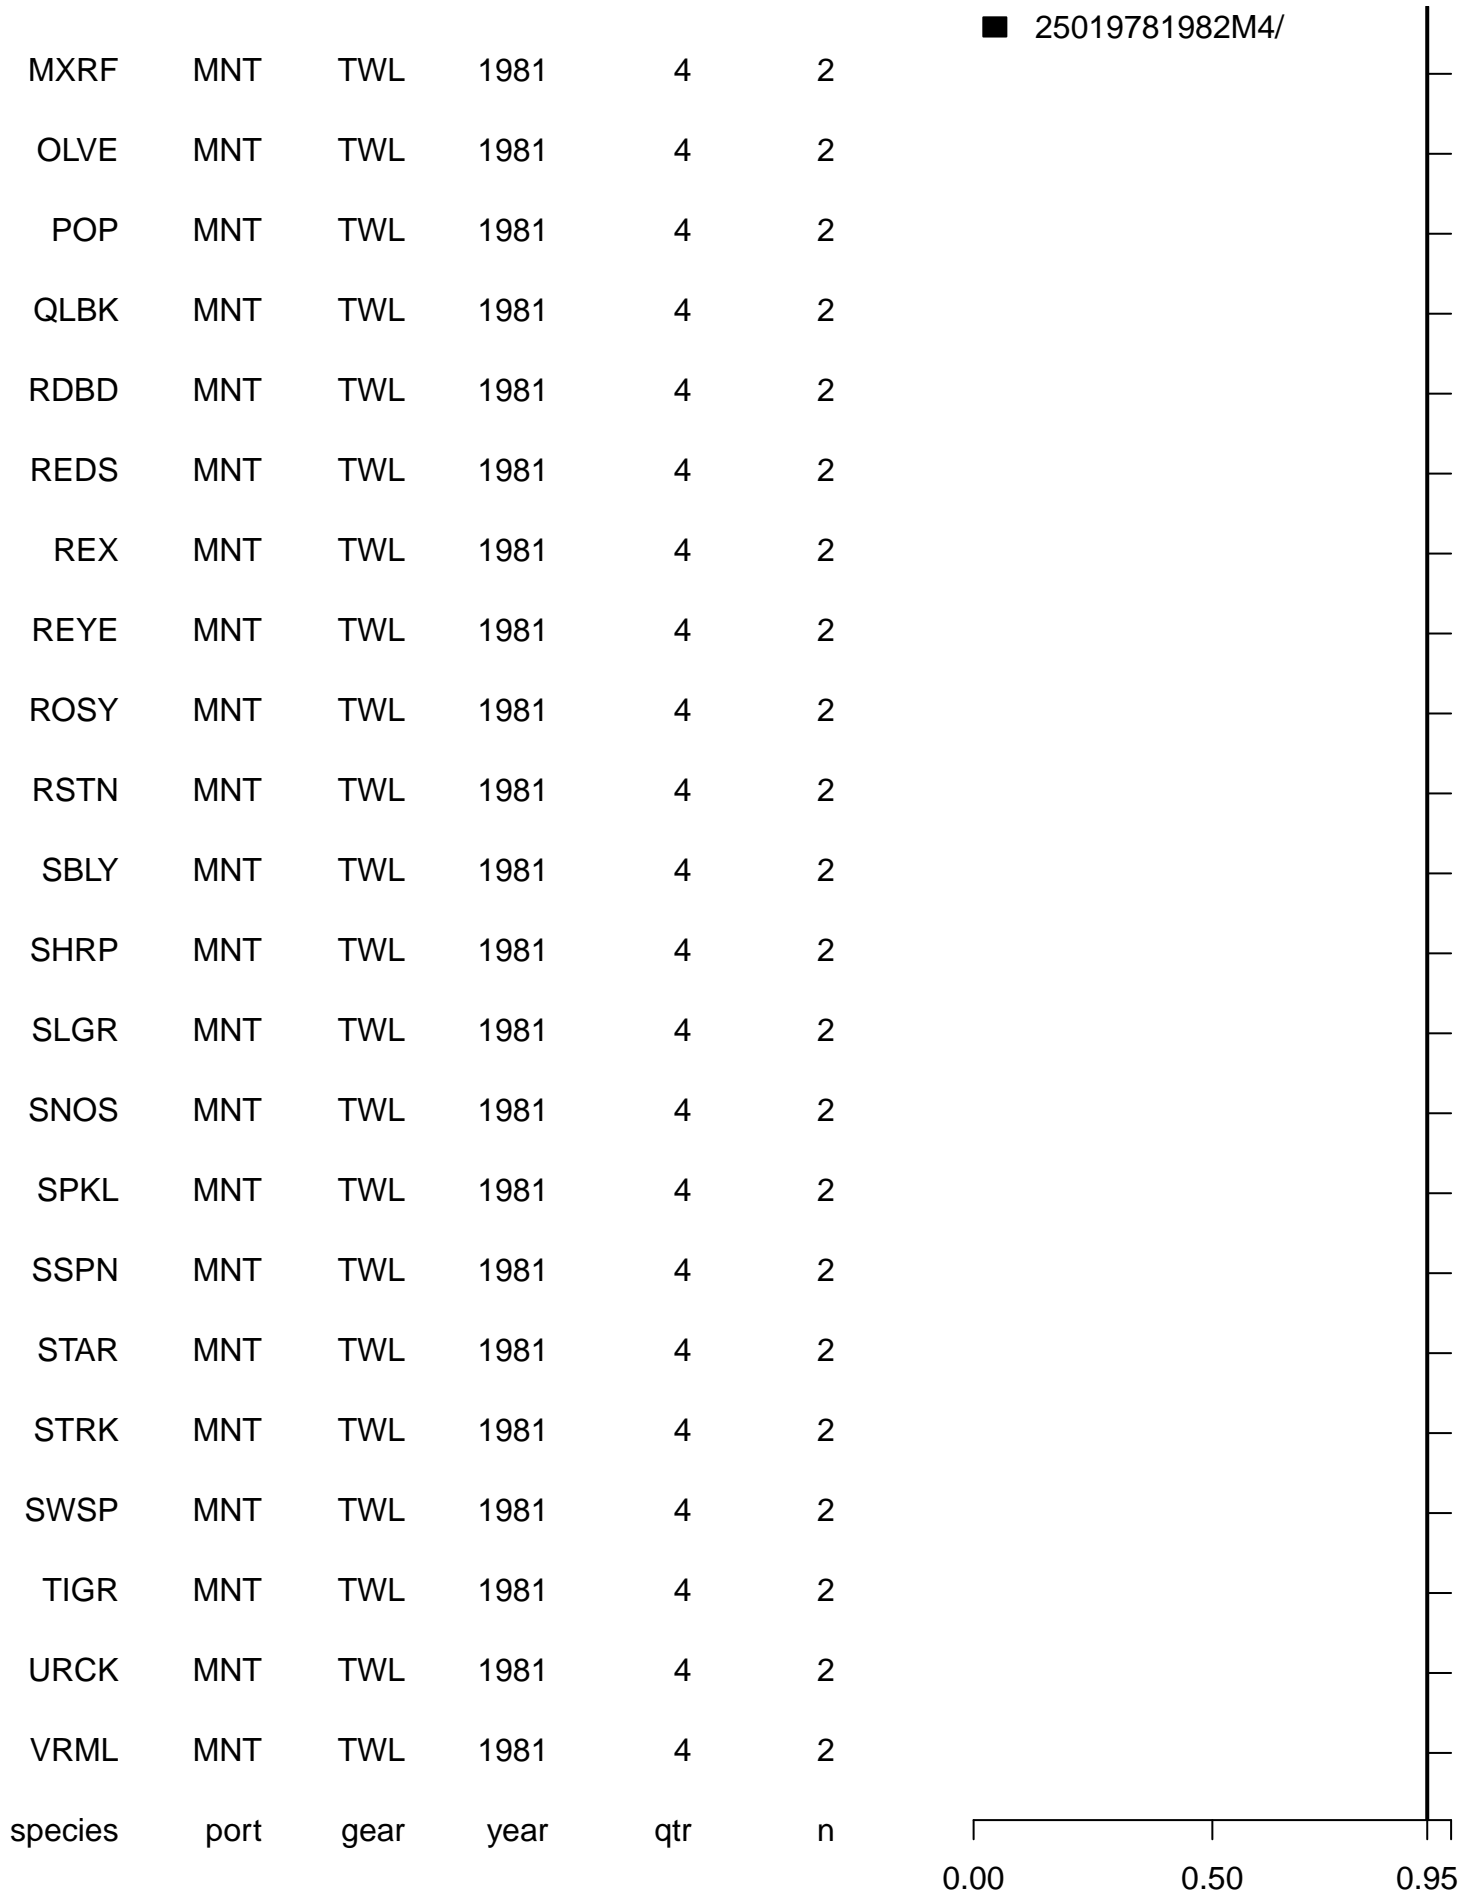 25019781982M4/
MXRF MNT TWL 1981 4 2
OLVE MNT TWL 1981 4 2
POP MNT TWL 1981 4 2
QLBK MNT TWL 1981 4 2
RDBD MNT TWL 1981 4 2
REDS MNT TWL 1981 4 2
REX MNT TWL 1981 4 2
REYE MNT TWL 1981 4 2
ROSY MNT TWL 1981 4 2
RSTN MNT TWL 1981 4 2
SBLY MNT TWL 1981 4 2
SHRP MNT TWL 1981 4 2
SLGR MNT TWL 1981 4 2
SNOS MNT TWL 1981 4 2
SPKL MNT TWL 1981 4 2
SSPN MNT TWL 1981 4 2
STAR MNT TWL 1981 4 2
STRK MNT TWL 1981 4 2
SWSP MNT TWL 1981 4 2
TIGR MNT TWL 1981 4 2
URCK MNT TWL 1981 4 2
VRML MNT TWL 1981 4 2
species port gear year qtr n
0.00 0.50 0.95